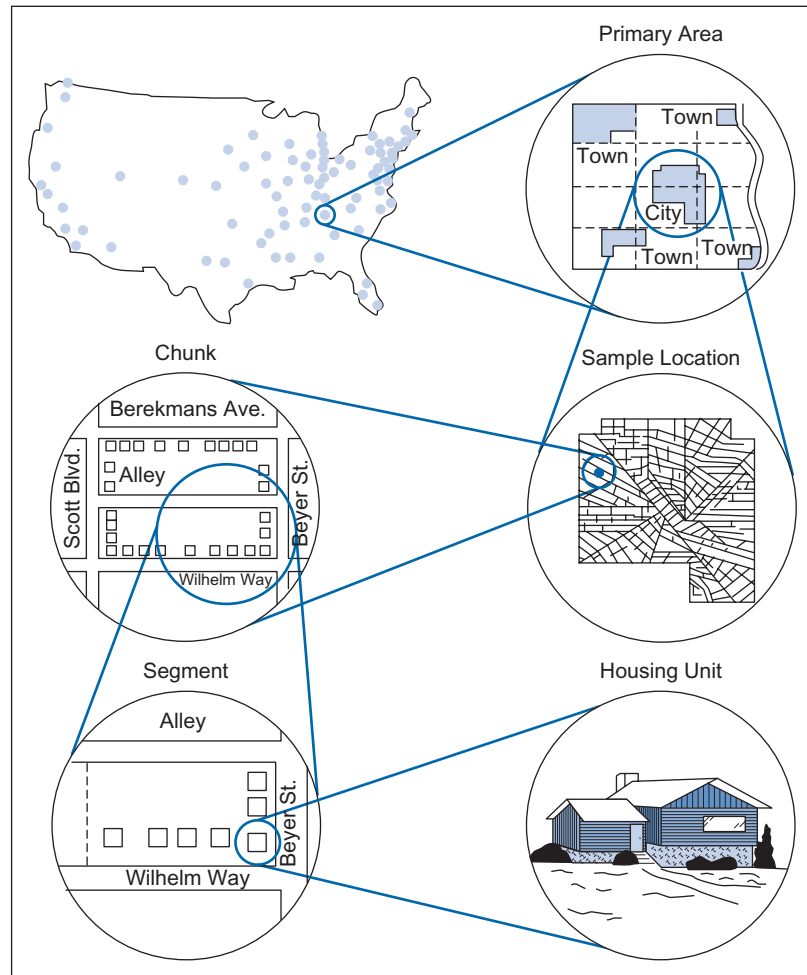 Primary Area
Town
Town
City
Town
Town
Chunk
Sample Location
Berekmans Ave.
Scott Blvd.
Alley
Beyer St.
Wilhelm Way
Segment
Housing Unit
Alley
Beyer St.
Wilhelm Way